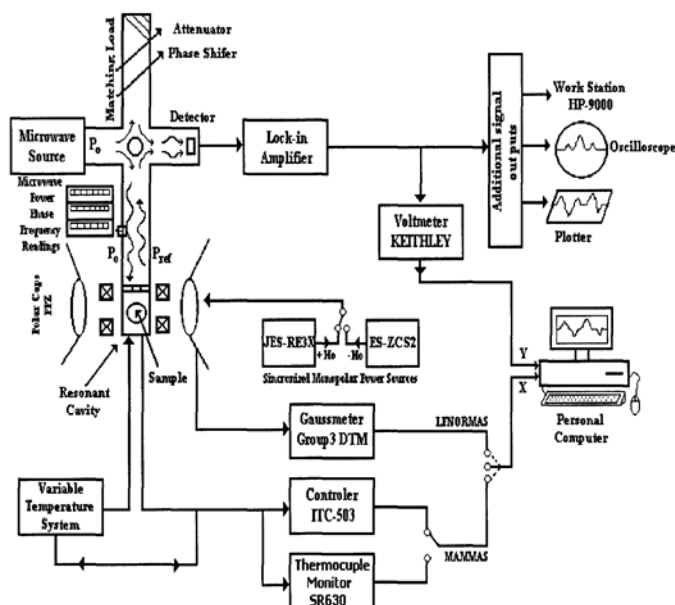 Matching Load
Attenuator
Phase Shifer
Detector
Microwave
Source
Po
Lock-in
Amplifier
Additional signal
out puts
Work Station
HP-9000
Oscilloscope
Plotter
Microwave
Power
Phase
Frequency
Readings
Po
Pref
Voltmeter
KEITHLEY
Polar Caps
Resonant
Cavity
Sample
JES-RE3X
+Ho
-Ho
ES-ZCS2
Sincronized Monopolar Power Sources
Y
X
Personal
Computer
Gaussmeter
Group3 DTM
LFNORMAS
Variable
Temperature
System
Controler
ITC-503
MAMMAS
Thermocuple
Monitor
SR630